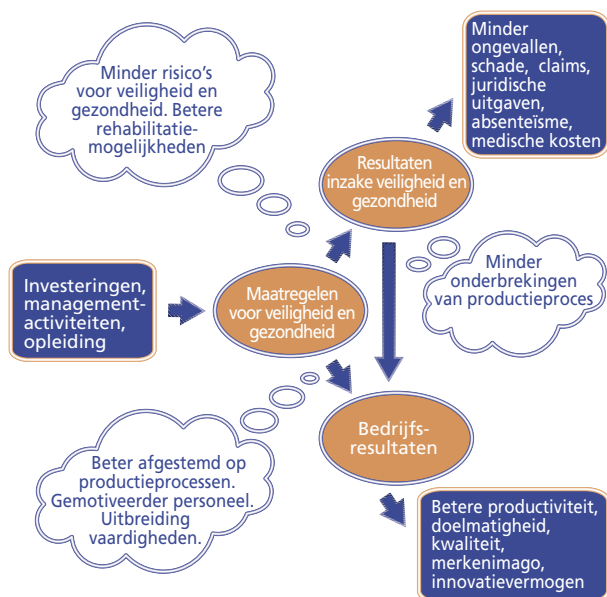 Minder risico's
voor veiligheid en
gezondheid. Betere
rehabilitatie-
mogelijkheden
Minder
ongevallen,
schade, claims,
juridische
uitgaven,
absenteïsme,
medische kosten
Resultaten
inzake veiligheid en
gezondheid
Investeringen,
management-
activiteiten,
opleiding
Maatregelen
voor veiligheid en
gezondheid
Minder
onderbrekingen
van productieproces
Beter afgestemd op
productieprocessen.
Gemotiveerder personeel.
Uitbreiding
vaardigheden.
Bedrijfs-
resultaten
Betere productiviteit,
doelmatigheid,
kwaliteit,
merkenimago,
innovatievermogen